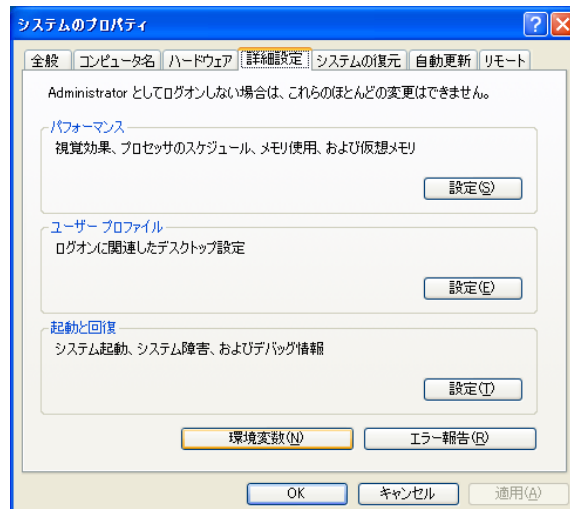 システムのプロパティ
全般 コンピュータ名 ハードウェア 詳細設定 システムの復元 自動更新 リモート
Administrator としてログオンしない場合は、これらのほとんどの変更はできません。
パフォーマンス
視覚効果、プロセッサのスケジュール、メモリ使用、および仮想メモリ
設定(S)
ユーザー プロファイル
ログオンに関連したデスクトップ設定
設定(E)
起動と回復
システム起動、システム障害、およびデバッグ情報
設定(T)
環境変数(N) エラー報告(R)
OK キャンセル 適用(A)